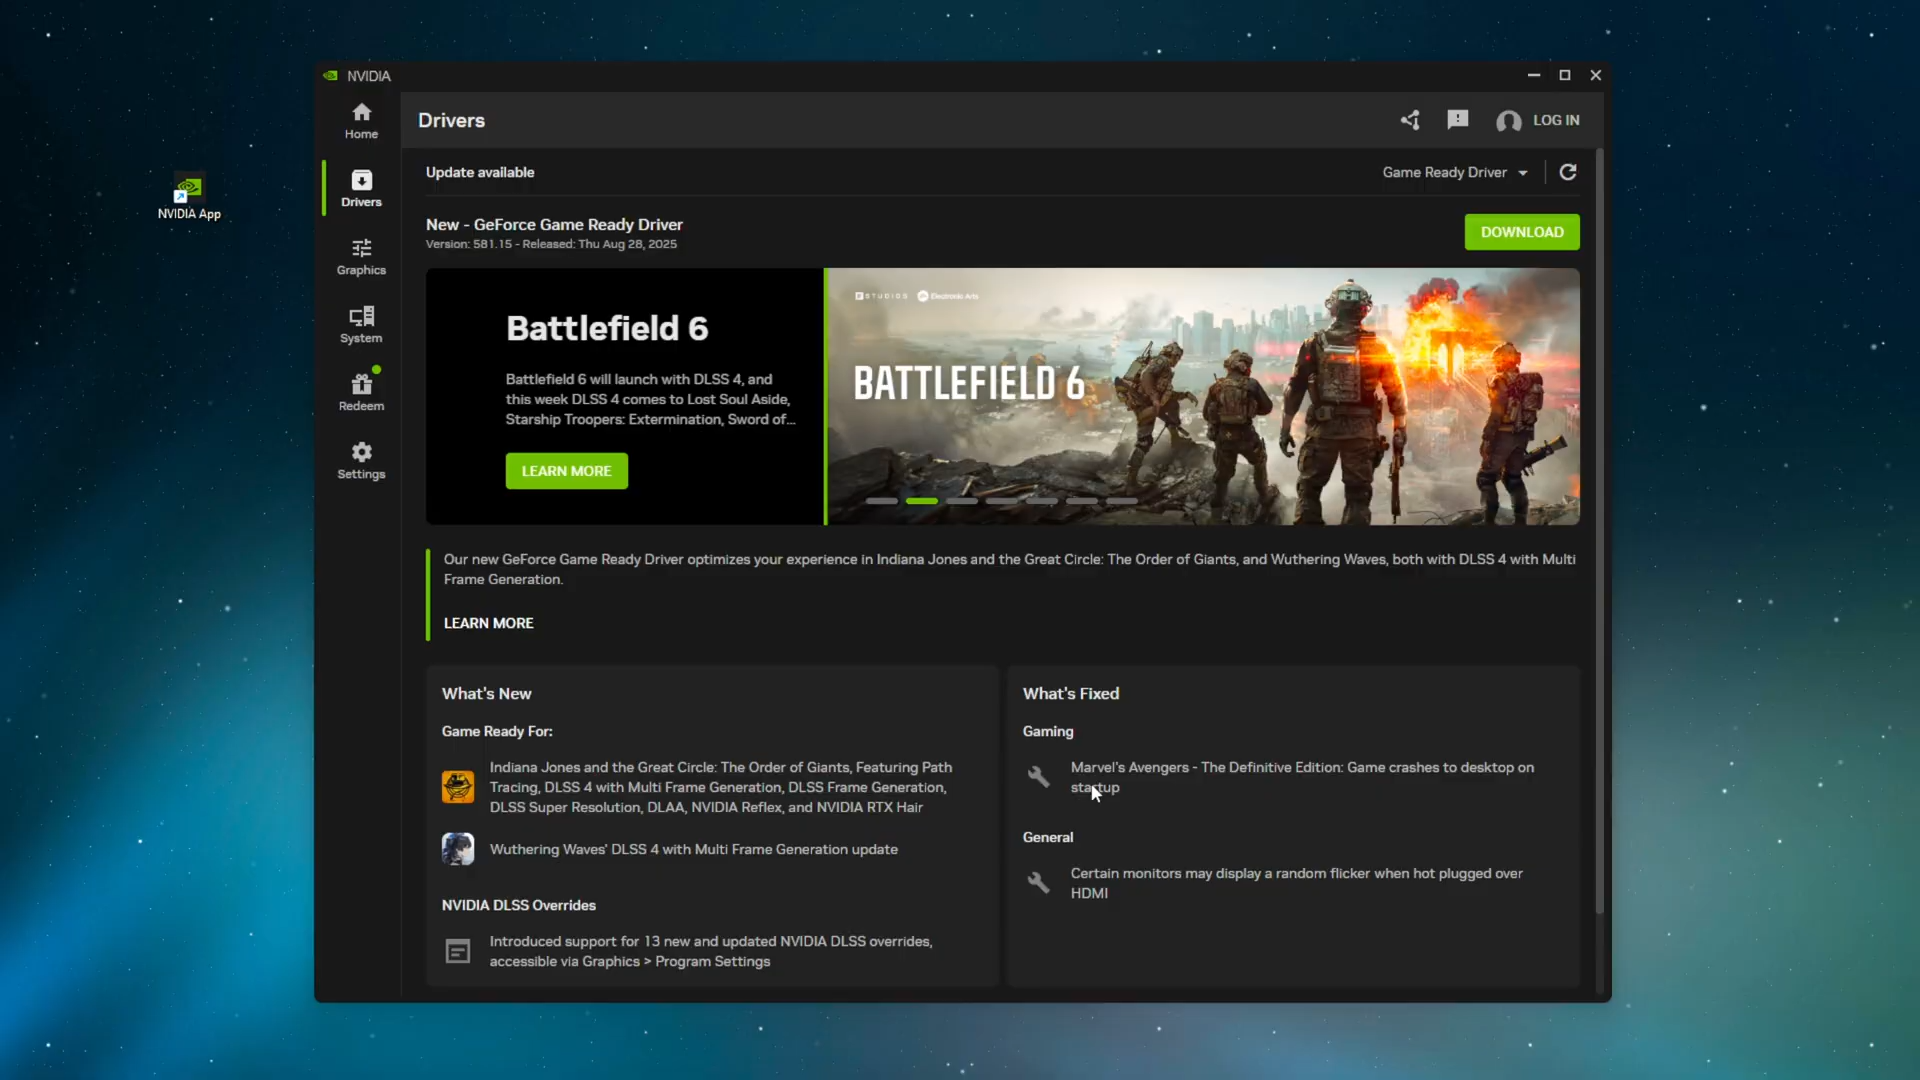 NVIDIA
NVIDIA App
Home
Drivers
Graphics
System
Redeem
Settings
Drivers
LOG IN
Update available
Game Ready Driver
New - GeForce Game Ready Driver
Version: 581.15 - Released: Thu Aug 28, 2025
DOWNLOAD
Battlefield 6
Battlefield 6 will launch with DLSS 4, and
this week DLSS 4 comes to Lost Soul Aside,
Starship Troopers: Extermination, Sword of...
LEARN MORE
STUDIOS Electronic Arts
BATTLEFIELD 6
Our new GeForce Game Ready Driver optimizes your experience in Indiana Jones and the Great Circle: The Order of Giants, and Wuthering Waves, both with DLSS 4 with Multi
Frame Generation.
LEARN MORE
What's New
Game Ready For:
Indiana Jones and the Great Circle: The Order of Giants, Featuring Path
Tracing, DLSS 4 with Multi Frame Generation, DLSS Frame Generation,
DLSS Super Resolution, DLAA, NVIDIA Reflex, and NVIDIA RTX Hair
Wuthering Waves' DLSS 4 with Multi Frame Generation update
NVIDIA DLSS Overrides
Introduced support for 13 new and updated NVIDIA DLSS overrides,
accessible via Graphics > Program Settings
What's Fixed
Gaming
Marvel's Avengers - The Definitive Edition: Game crashes to desktop on
startup
General
Certain monitors may display a random flicker when hot plugged over
HDMI